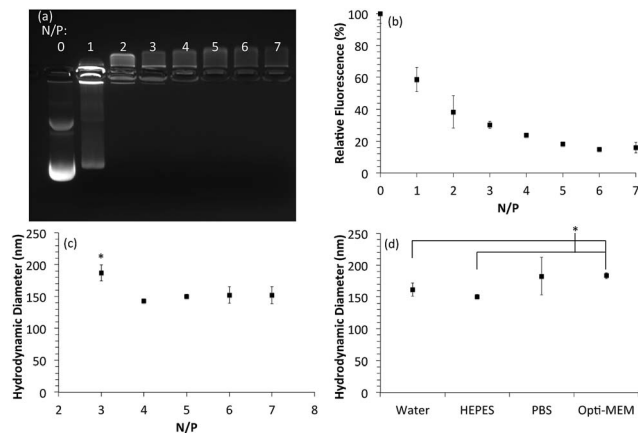 (a)
N/P:
0 1 2 3 4 5 6 7
(b)
Relative Fluorescence (%)
100
80
60
40
20
0
0 1 2 3 4 5 6 7
N/P
(c)
*
Hydrodynamic Diameter (nm)
250
200
150
100
50
0
2 3 4 5 6 7 8
N/P
(d)
*
Hydrodynamic Diameter (nm)
250
200
150
100
50
0
Water HEPES PBS Opti-MEM